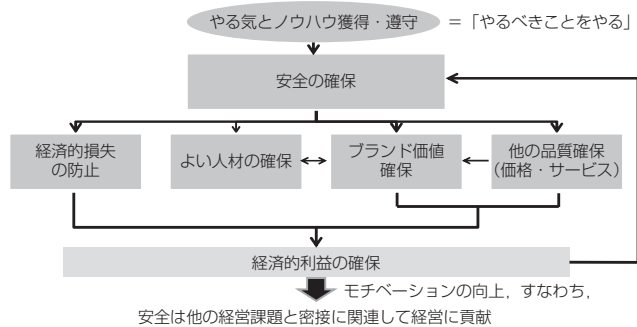 やる気とノウハウ獲得・遵守 =「やるべきことをやる」
安全の確保
経済的損失
の防止
よい人材の確保
ブランド価値
確保
他の品質確保
(価格・サービス)
経済的利益の確保
モチベーションの向上，すなわち，
安全は他の経営課題と密接に関連して経営に貢献